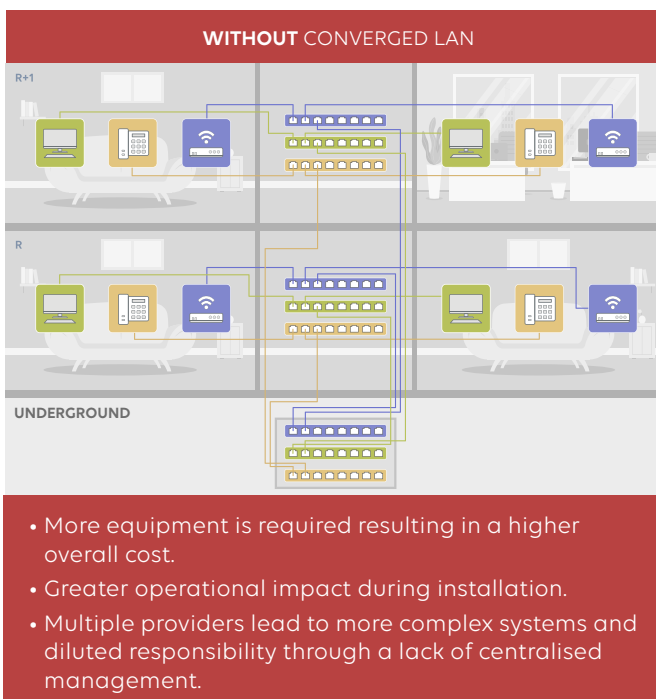 WITHOUT CONVERGED LAN
R+1
R
UNDERGROUND
• More equipment is required resulting in a higher
overall cost.
• Greater operational impact during installation.
• Multiple providers lead to more complex systems and
diluted responsibility through a lack of centralised
management.